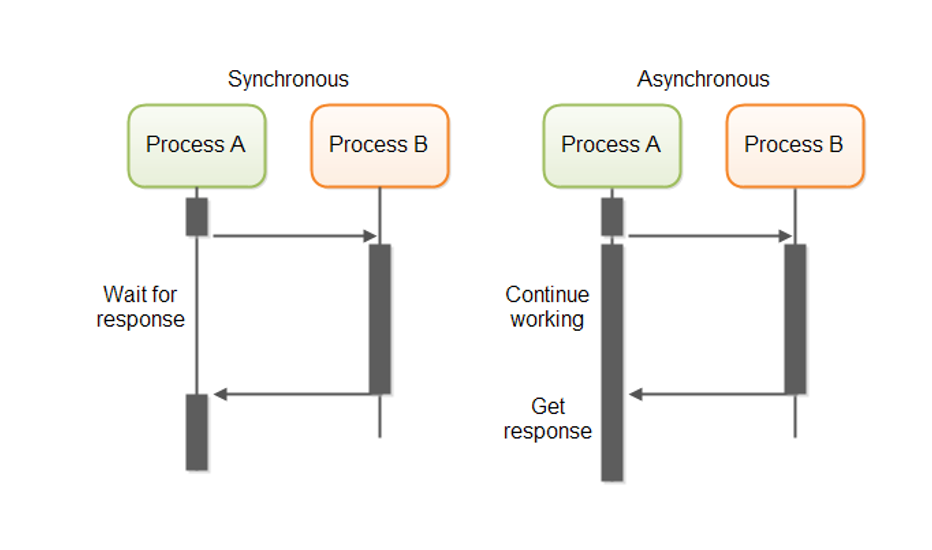 Synchronous
Asynchronous
Process A
Process B
Process A
Process B
Wait for
response
Continue
working
Get
response